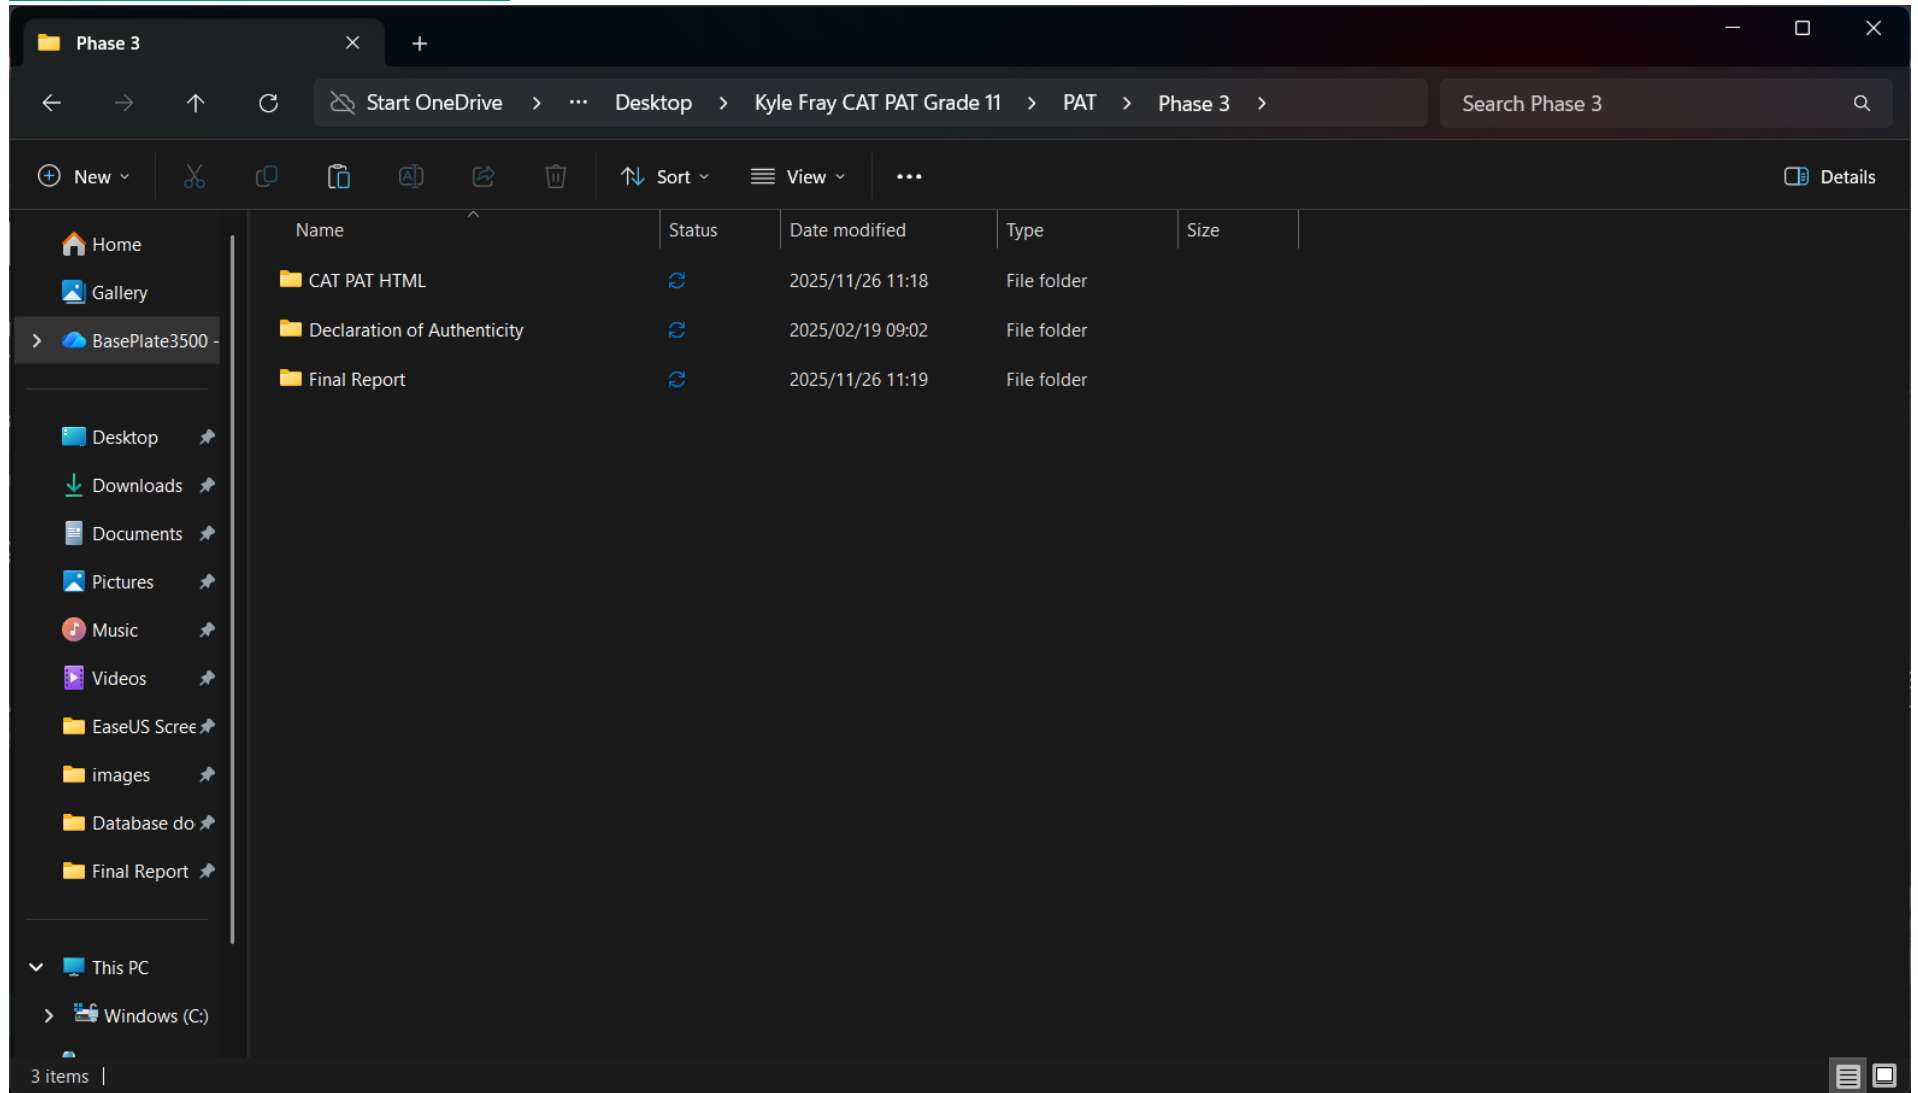 Phase 3
Start OneDrive > ... Desktop > Kyle Fray CAT PAT Grade 11 > PAT > Phase 3 >
Search Phase 3
New
Sort
View
Details
Name Status Date modified Type Size
CAT PAT HTML 2025/11/26 11:18 File folder
Declaration of Authenticity 2025/02/19 09:02 File folder
Final Report 2025/11/26 11:19 File folder
Home
Gallery
BasePlate3500 -
Desktop
Downloads
Documents
Pictures
Music
Videos
EaseUS Scree
images
Database do
Final Report
This PC
Windows (C:)
3 items